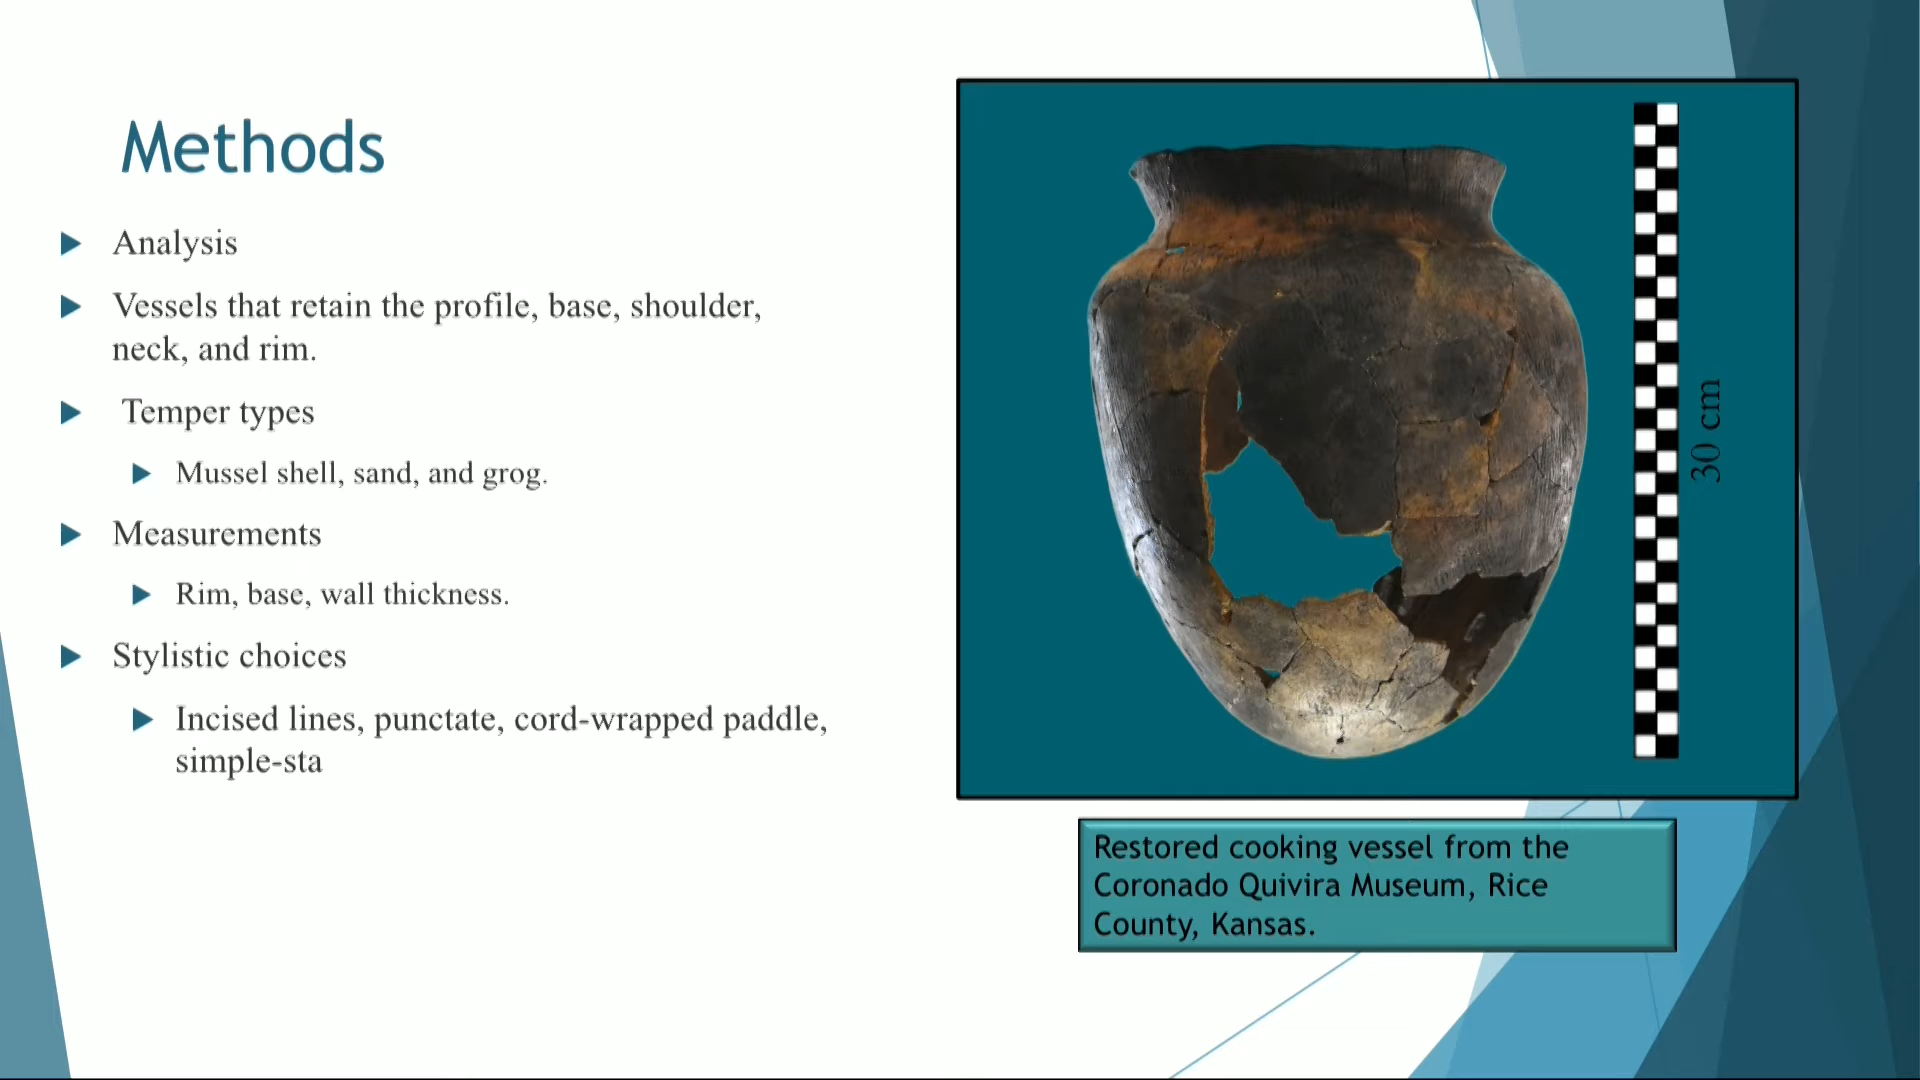 Methods
Analysis
Vessels that retain the profile, base, shoulder,
neck, and rim.
Temper types
Mussel shell, sand, and grog.
Measurements
Rim, base, wall thickness.
Stylistic choices
Incised lines, punctate, cord-wrapped paddle,
simple-sta
30 cm
Restored cooking vessel from the
Coronado Quivira Museum, Rice
County, Kansas.